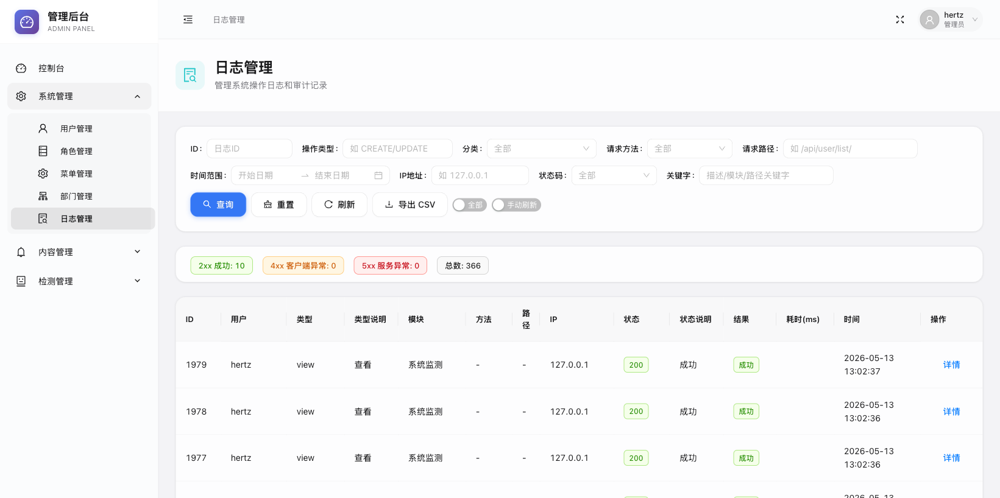 管理后台
ADMIN PANEL
日志管理
hertz
管理员
控制台
系统管理
用户管理
角色管理
菜单管理
部门管理
日志管理
内容管理
检测管理
日志管理
管理系统操作日志和审计记录
ID : 日志ID 操作类型 : 如 CREATE/UPDATE 分类 : 全部 请求方法 : 全部 请求路径 : 如 /api/user/list/
时间范围 : 开始日期 → 结束日期 IP地址 : 如 127.0.0.1 状态码 : 全部 关键字 : 描述/模块/路径关键字
查询 重置 刷新 导出 CSV 全部 手动刷新
2xx 成功: 10 4xx 客户端异常: 0 5xx 服务异常: 0 总数: 366
ID 用户 类型 类型说明 模块 方法 路径 IP 状态 状态说明 结果 耗时(ms) 时间 操作
1979 hertz view 查看 系统监测 - - 127.0.0.1 200 成功 成功 2026-05-13 13:02:37 详情
1978 hertz view 查看 系统监测 - - 127.0.0.1 200 成功 成功 2026-05-13 13:02:36 详情
1977 hertz view 查看 系统监测 - - 127.0.0.1 200 成功 成功 2026-05-13 13:02:36 详情
2026-05-13